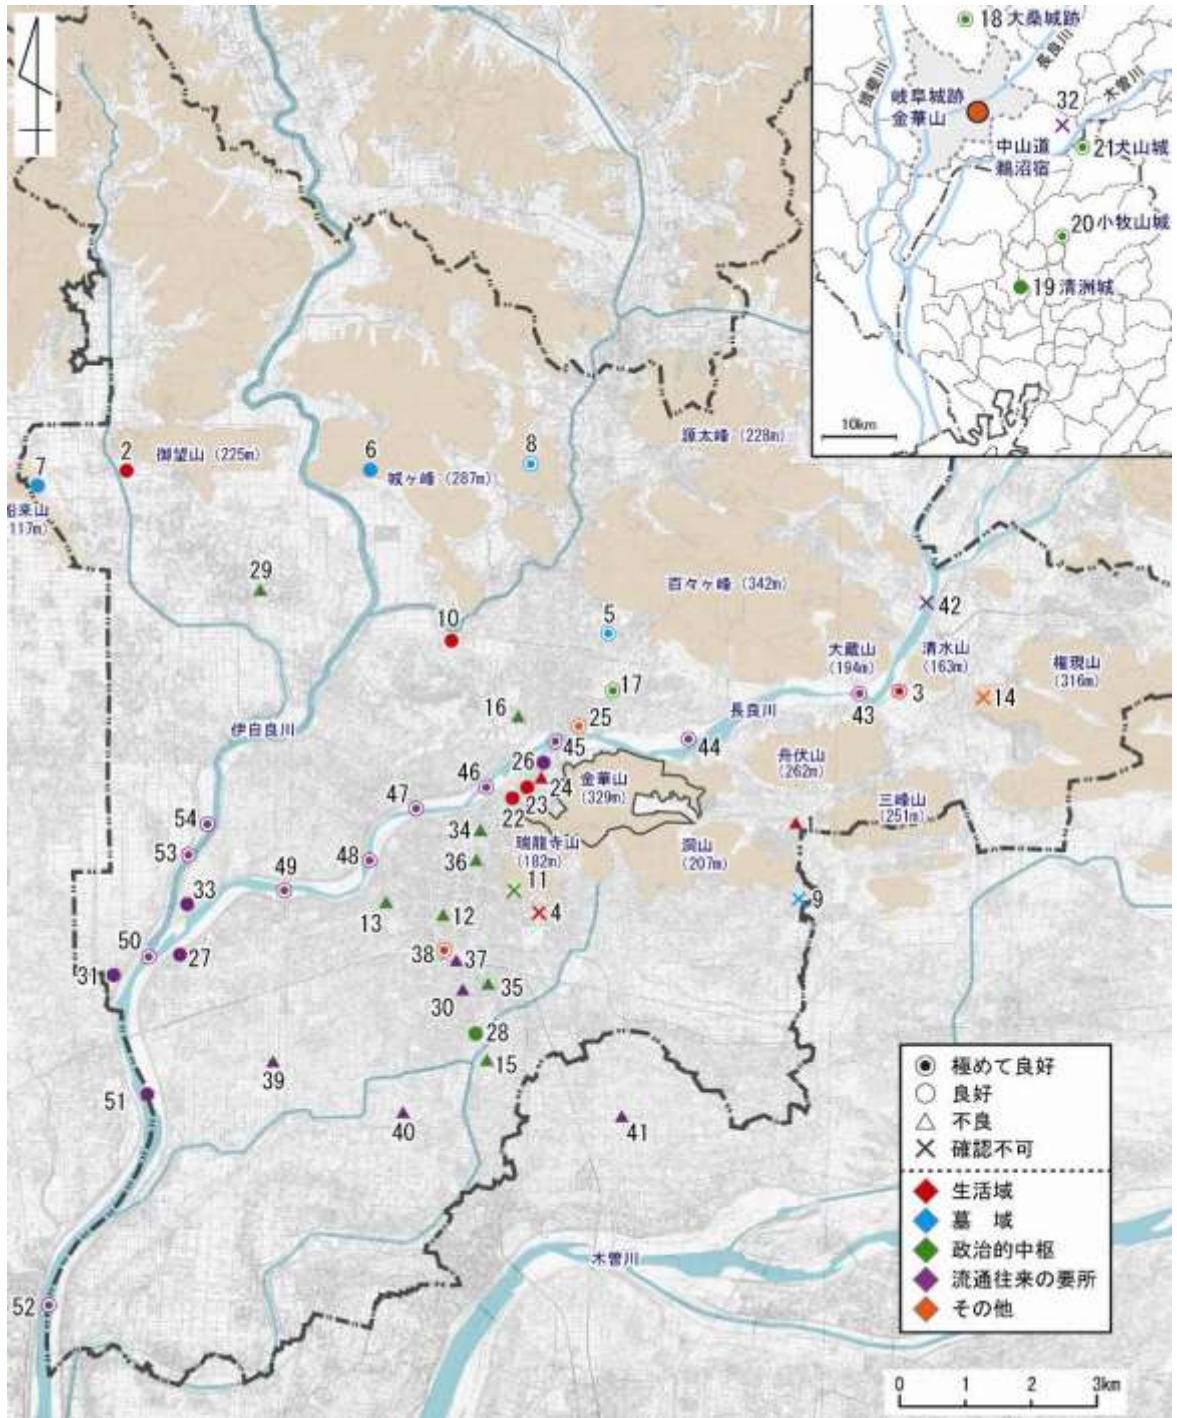 18 大桑城跡
長良川
揖斐川
木曽川
岐阜城跡
金華山
32
中山道
鵜沼宿
21 犬山城
20 小牧山城
19 清洲城
10km
源太峰 (228m)
2
御望山 (225m)
6
城ヶ峰 (287m)
8
7
船来山
117m)
29
百々ヶ峰 (342m)
42
10
5
大蔵山
(194m)
清水山
(163m)
権現山
(316m)
17
3
14
43
16
25
長良川
伊自良川
45
44
26
46
金華山
(329m)
舟伏山
(262m)
24
23
22
47
三峰山
(251m)
54
34
瑞龍寺山
(182m)
洞山
(207m)
1
53
48
36
49
11
33
9
13
12
4
50
38
37
27
31
35
30
28
15
39
51
40
41
52
木曽川
極めて良好
良好
不良
確認不可
生活域
墓 域
政治的中枢
流通往来の要所
その他
0 1 2 3km